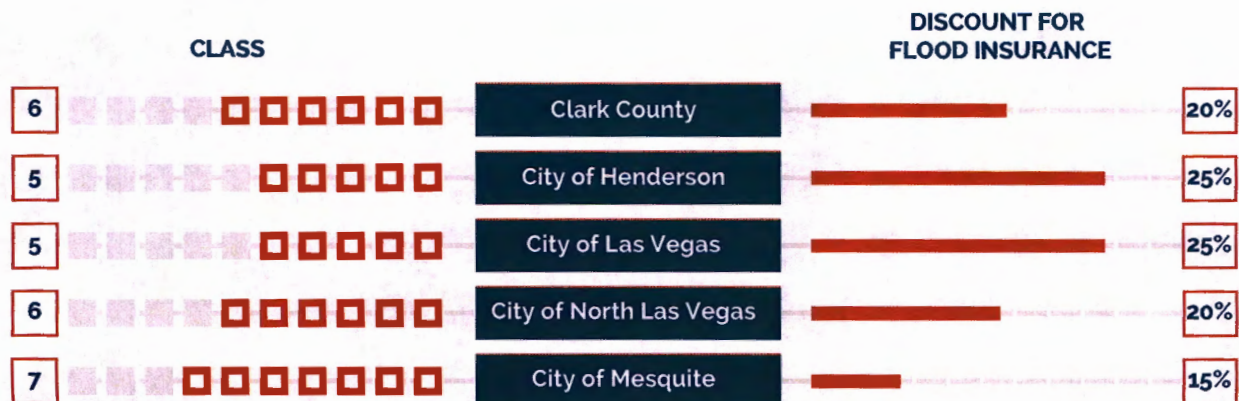 CLASS
DISCOUNT FOR
FLOOD INSURANCE
6 Clark County 20%
5 City of Henderson 25%
5 City of Las Vegas 25%
6 City of North Las Vegas 20%
7 City of Mesquite 15%